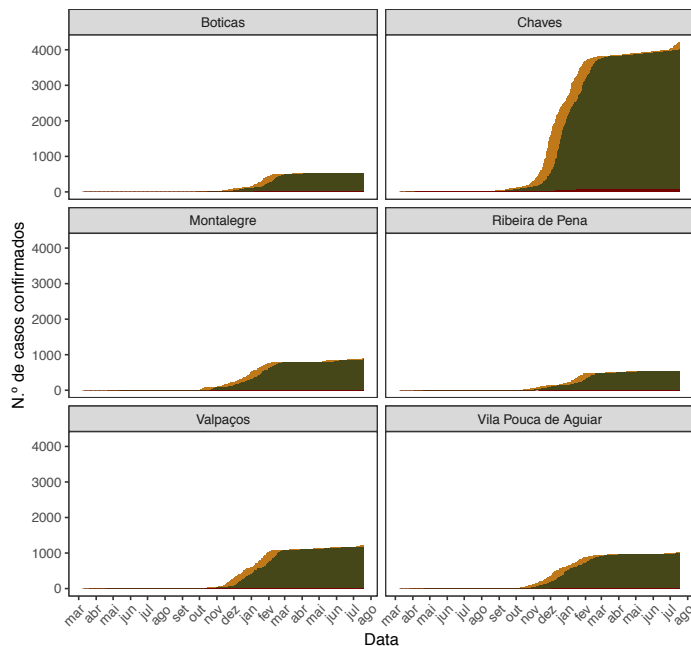 Boticas
Chaves
4000
3000
2000
1000
0
Montalegre
Ribeira de Pena
4000
3000
2000
1000
0
Valpaços
Vila Pouca de Aguiar
4000
3000
2000
1000
0
N.º de casos confirmados
mar abr mai jun jul ago set out nov dez jan fev mar abr mai jun jul ago
mar abr mai jun jul ago set out nov dez jan fev mar abr mai jun jul ago
Data